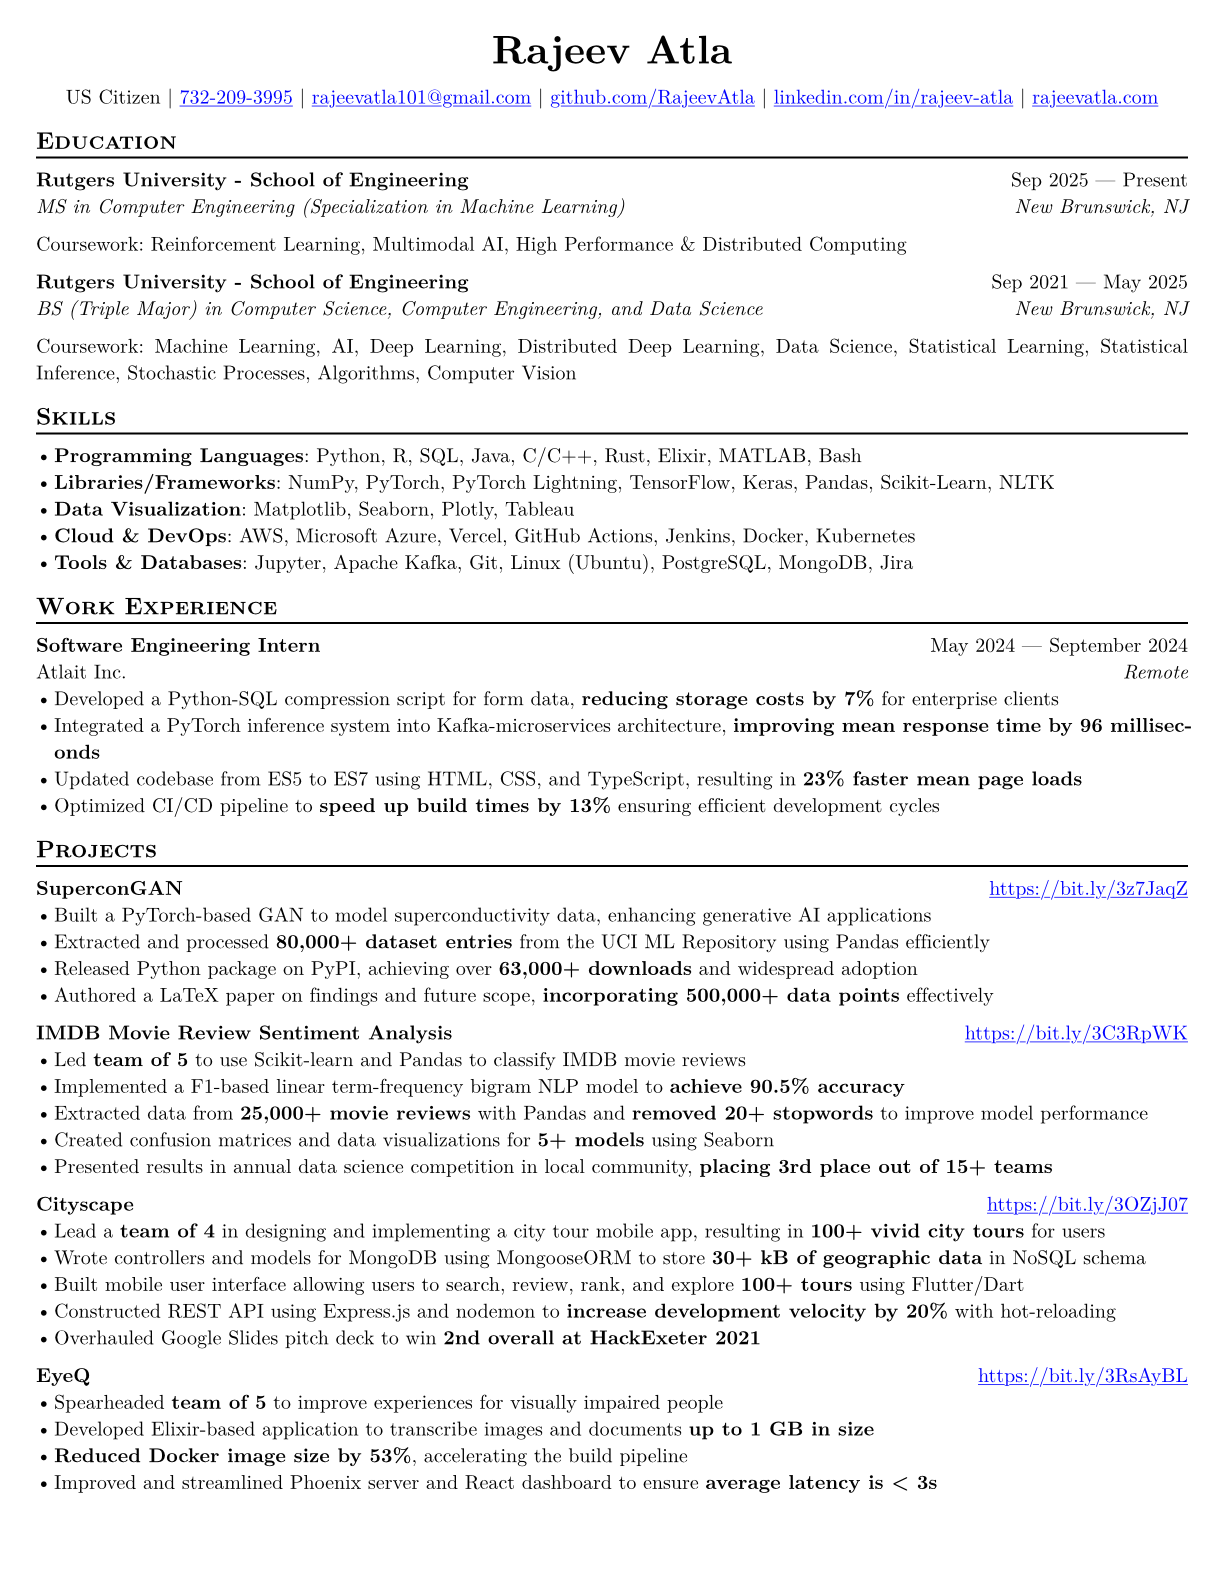 Rajeev Atla
US Citizen | 732-209-3995 | rajeevatla101@gmail.com | github.com/RajeevAtla | linkedin.com/in/rajeev-atla | rajeevatla.com
Education
Rutgers University - School of Engineering Sep 2025 — Present
MS in Computer Engineering (Specialization in Machine Learning) New Brunswick, NJ
Coursework: Reinforcement Learning, Multimodal AI, High Performance & Distributed Computing
Rutgers University - School of Engineering Sep 2021 — May 2025
BS (Triple Major) in Computer Science, Computer Engineering, and Data Science New Brunswick, NJ
Coursework: Machine Learning, AI, Deep Learning, Distributed Deep Learning, Data Science, Statistical Learning, Statistical
Inference, Stochastic Processes, Algorithms, Computer Vision
Skills
• Programming Languages: Python, R, SQL, Java, C/C++, Rust, Elixir, MATLAB, Bash
• Libraries/Frameworks: NumPy, PyTorch, PyTorch Lightning, TensorFlow, Keras, Pandas, Scikit-Learn, NLTK
• Data Visualization: Matplotlib, Seaborn, Plotly, Tableau
• Cloud & DevOps: AWS, Microsoft Azure, Vercel, GitHub Actions, Jenkins, Docker, Kubernetes
• Tools & Databases: Jupyter, Apache Kafka, Git, Linux (Ubuntu), PostgreSQL, MongoDB, Jira
Work Experience
Software Engineering Intern May 2024 — September 2024
Atlait Inc. Remote
• Developed a Python-SQL compression script for form data, reducing storage costs by 7% for enterprise clients
• Integrated a PyTorch inference system into Kafka-microservices architecture, improving mean response time by 96 millisec-
onds
• Updated codebase from ES5 to ES7 using HTML, CSS, and TypeScript, resulting in 23% faster mean page loads
• Optimized CI/CD pipeline to speed up build times by 13% ensuring efficient development cycles
Projects
SuperconGAN https://bit.ly/3z7JaqZ
• Built a PyTorch-based GAN to model superconductivity data, enhancing generative AI applications
• Extracted and processed 80,000+ dataset entries from the UCI ML Repository using Pandas efficiently
• Released Python package on PyPI, achieving over 63,000+ downloads and widespread adoption
• Authored a LaTeX paper on findings and future scope, incorporating 500,000+ data points effectively
IMDB Movie Review Sentiment Analysis https://bit.ly/3C3RpWK
• Led team of 5 to use Scikit-learn and Pandas to classify IMDB movie reviews
• Implemented a F1-based linear term-frequency bigram NLP model to achieve 90.5% accuracy
• Extracted data from 25,000+ movie reviews with Pandas and removed 20+ stopwords to improve model performance
• Created confusion matrices and data visualizations for 5+ models using Seaborn
• Presented results in annual data science competition in local community, placing 3rd place out of 15+ teams
Cityscape https://bit.ly/3OZjJ07
• Lead a team of 4 in designing and implementing a city tour mobile app, resulting in 100+ vivid city tours for users
• Wrote controllers and models for MongoDB using MongooseORM to store 30+ kB of geographic data in NoSQL schema
• Built mobile user interface allowing users to search, review, rank, and explore 100+ tours using Flutter/Dart
• Constructed REST API using Express.js and nodemon to increase development velocity by 20% with hot-reloading
• Overhauled Google Slides pitch deck to win 2nd overall at HackExeter 2021
EyeQ https://bit.ly/3RsAyBL
• Spearheaded team of 5 to improve experiences for visually impaired people
• Developed Elixir-based application to transcribe images and documents up to 1 GB in size
• Reduced Docker image size by 53%, accelerating the build pipeline
• Improved and streamlined Phoenix server and React dashboard to ensure average latency is < 3s